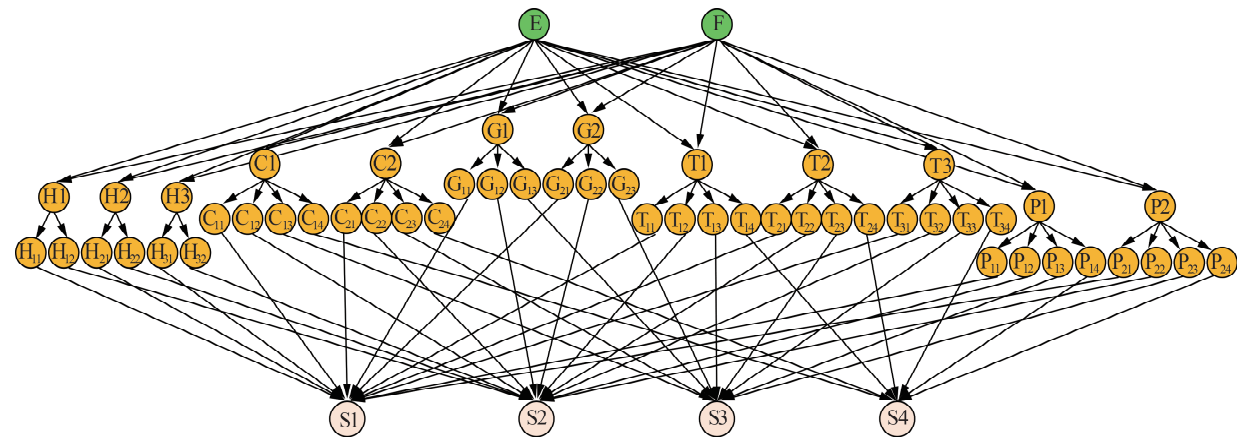 E F
G1 G2
C1 C2 T1 T2 T3
G11 G12 G13 G21 G22 G23
H1 H2 H3 P1 P2
C11 C12 C13 C14 C21 C22 C23 C24 T11 T12 T13 T14 T21 T22 T23 T24 T31 T32 T33 T34
H11 H12 H21 H22 H31 H32 P11 P12 P13 P14 P21 P22 P23 P24
S1 S2 S3 S4